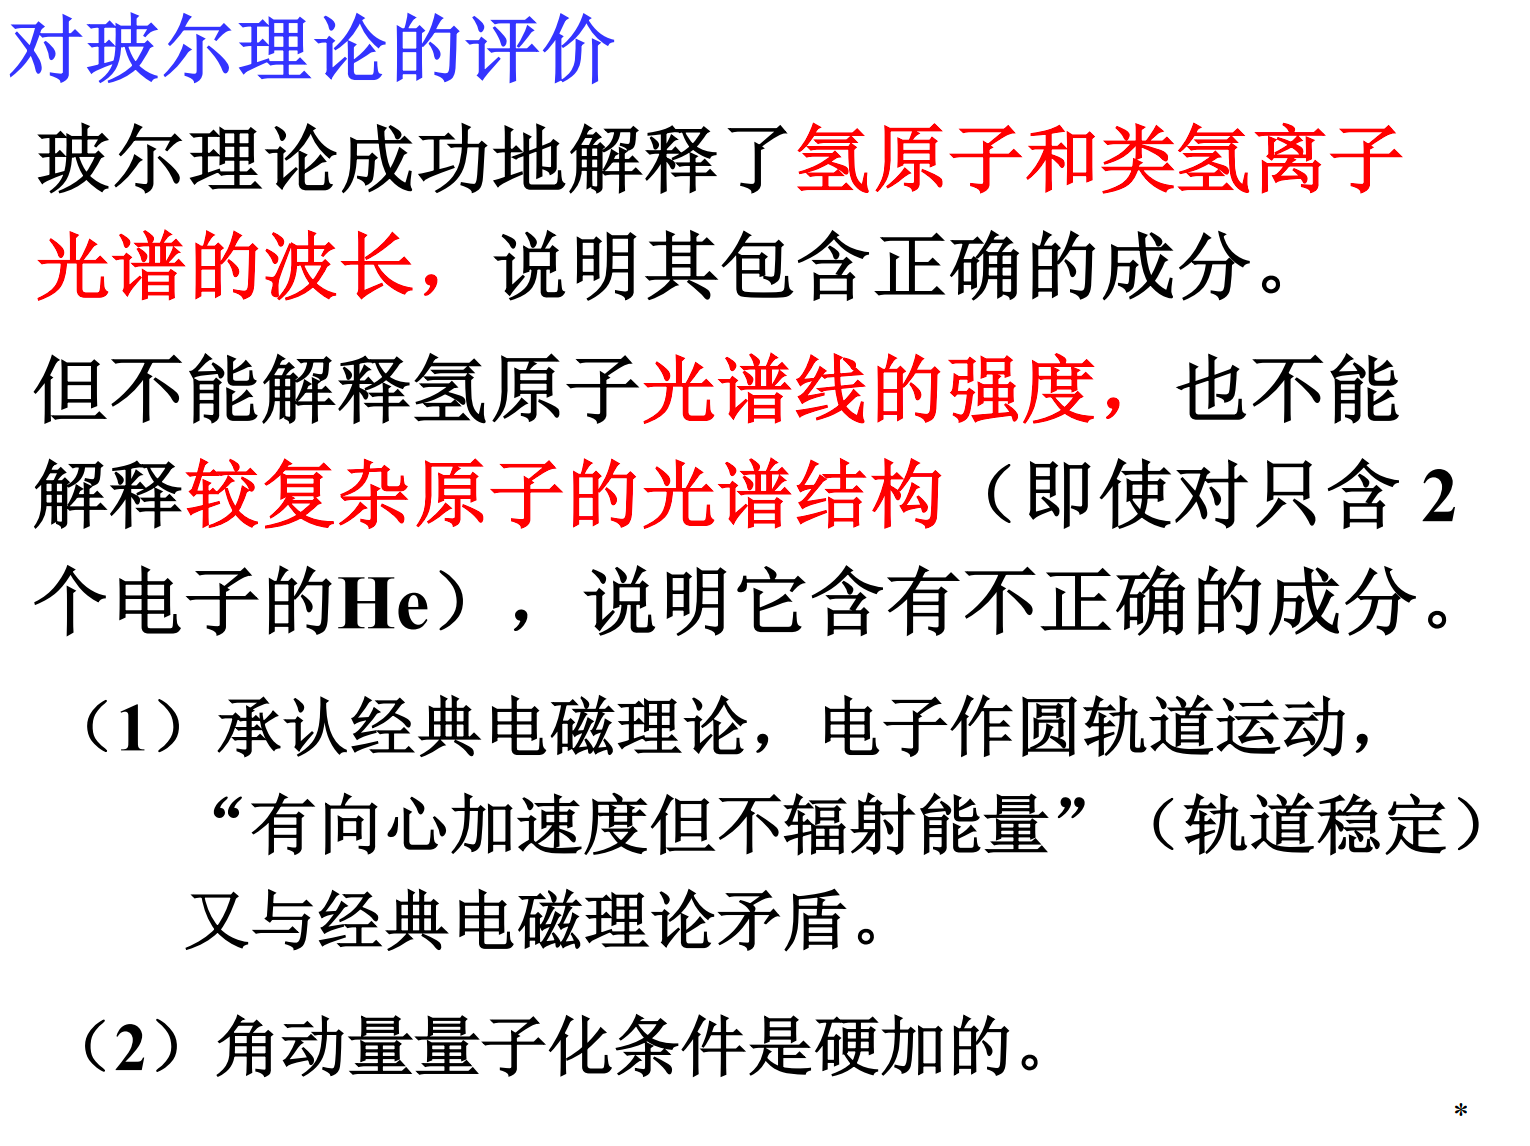 对玻尔理论的评价
玻尔理论成功地解释了氢原子和类氢离子
光谱的波长，说明其包含正确的成分。
但不能解释氢原子光谱线的强度，也不能
解释较复杂原子的光谱结构（即使对只含 2
个电子的He），说明它含有不正确的成分。
（1）承认经典电磁理论，电子作圆轨道运动，
“有向心加速度但不辐射能量”（轨道稳定）
又与经典电磁理论矛盾。
（2）角动量量子化条件是硬加的。
*